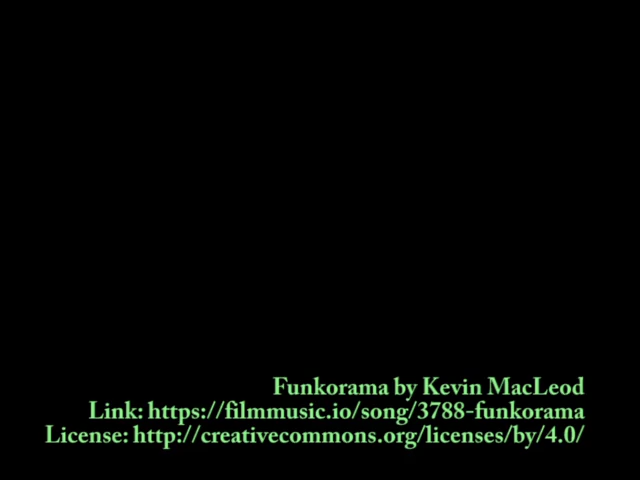 Funkorama by Kevin MacLeod
Link: https://filmmusic.io/song/3788-funkorama
License: http://creativecommons.org/licenses/by/4.0/